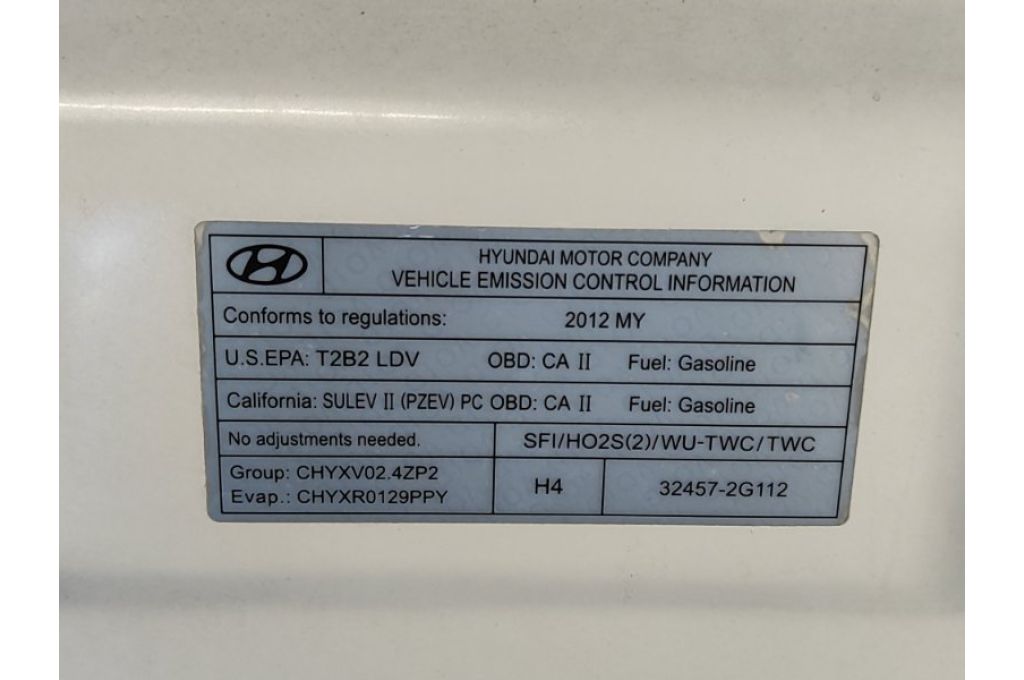 HYUNDAI MOTOR COMPANY
VEHICLE EMISSION CONTROL INFORMATION
Conforms to regulations: 2012 MY
U.S.EPA: T2B2 LDV OBD: CA II Fuel: Gasoline
California: SULEV II (PZEV) PC OBD: CA II Fuel: Gasoline
No adjustments needed. SFI/HO2S(2)/WU-TWC/TWC
Group: CHYXV02.4ZP2
Evap.: CHYXR0129PPY
H4
32457-2G112